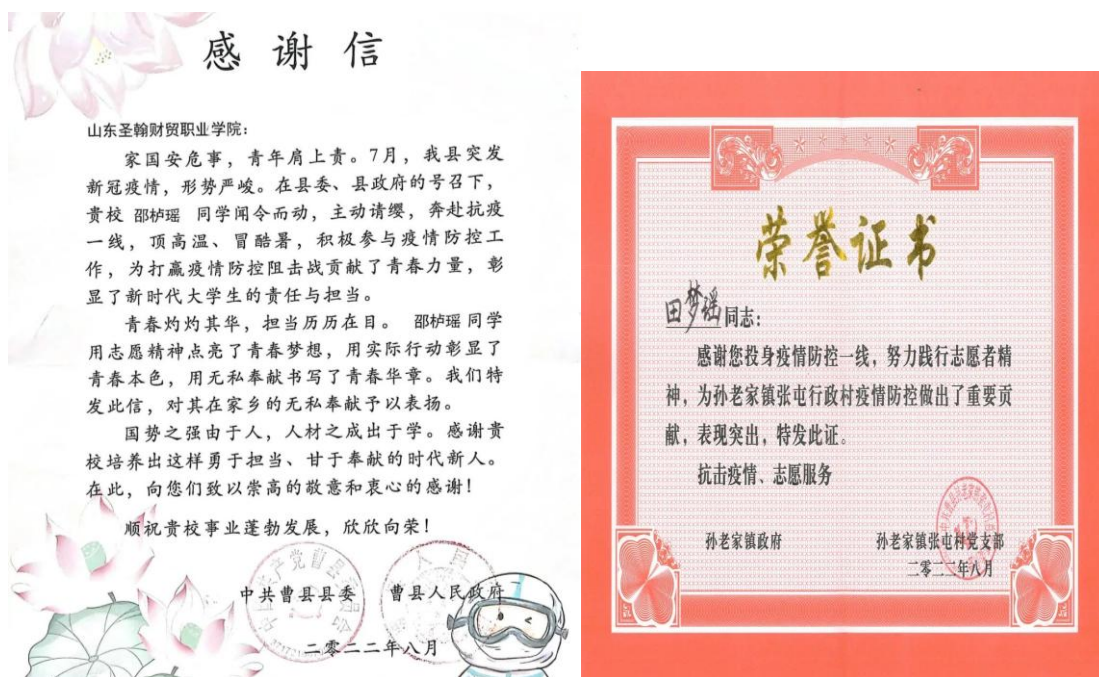 感谢信
山东圣翰财贸职业学院：
家国安危事，青年肩上责。7月，我县突发
新冠疫情，形势严峻。在县委、县政府的号召下，
贵校 邵栌瑶 同学闻令而动，主动请缨，奔赴抗疫
一线，顶高温、冒酷暑，积极参与疫情防控工
作，为打赢疫情防控阻击战贡献了青春力量，彰
显了新时代大学生的责任与担当。
青春灼灼其华，担当历历在目。 邵栌瑶 同学
用志愿精神点亮了青春梦想，用实际行动彰显了
青春本色，用无私奉献书写了青春华章。我们特
发此信，对其在家乡的无私奉献予以表扬。
国势之强由于人，人材之成出于学。感谢贵
校培养出这样勇于担当、甘于奉献的时代新人。
在此，向您们致以崇高的敬意和衷心的感谢！
顺祝贵校事业蓬勃发展，欣欣向荣！
中共曹县县委 曹县人民政府
二零二二年八月
荣誉证书
田梦瑶同志：
感谢您投身疫情防控一线，努力践行志愿者精
神，为孙老家镇张屯行政村疫情防控做出了重要贡
献，表现突出，特发此证。
抗击疫情、志愿服务
孙老家镇政府 孙老家镇张屯村党支部
二零二二年八月